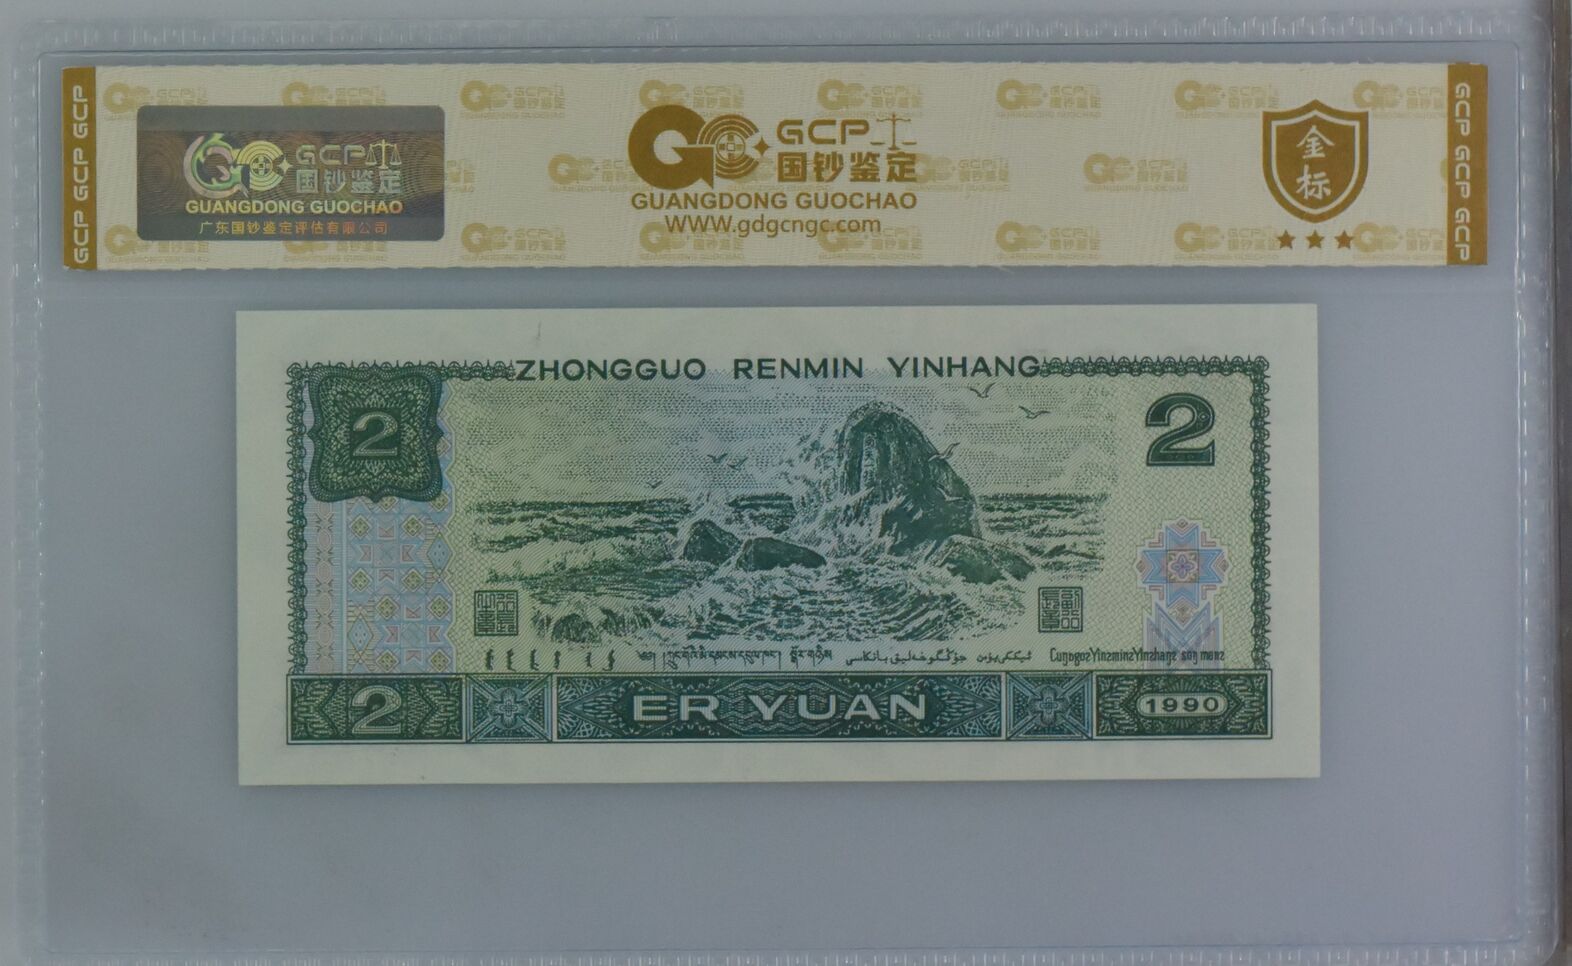 GCP GCP GCP
GCP
国钞鉴定
GUANGDONG GUOCHAO
广东国钞鉴定评估有限公司
GCP
国钞鉴定
GUANGDONG GUOCHAO
WWW.gdgcngc.com
金标
GCP GCP GCP
ZHONGGUO RENMIN YINHANG
2
2
2
ER YUAN
1990